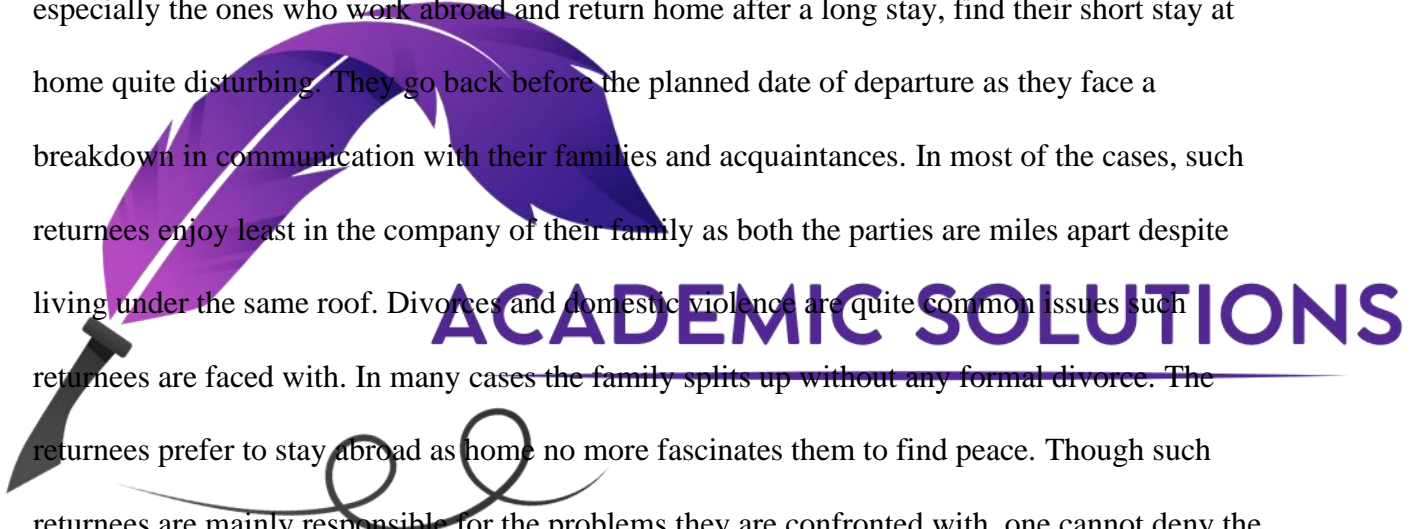 especially the ones who work abroad and return home after a long stay, find their short stay at
home quite disturbing. They go back before the planned date of departure as they face a
breakdown in communication with their families and acquaintances. In most of the cases, such
returnees enjoy least in the company of their family as both the parties are miles apart despite
living under the same roof. Divorces and domestic violence are quite common issues such
ACADEMIC SOLUTIONS
returnees are faced with. In many cases the family splits up without any formal divorce. The
returnees prefer to stay abroad as home no more fascinates them to find peace. Though such
returnees are mainly responsible for the problems they are confronted with, one cannot deny the